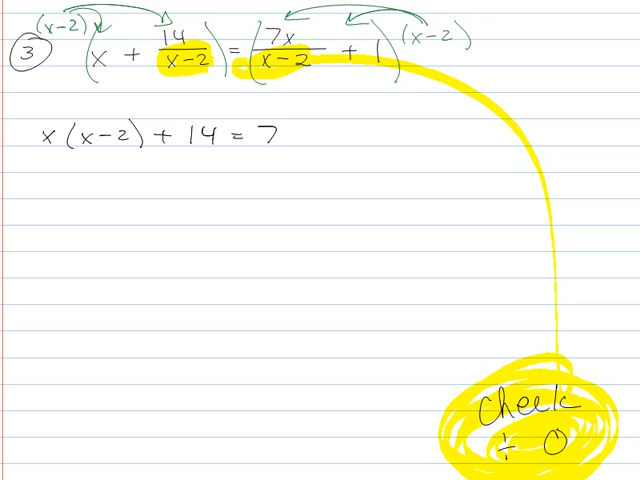 ③ (x-2)(x + 14/(x-2)) = (7x/(x-2) + 1)(x-2)
x(x-2) + 14 = 7
check
÷ 0